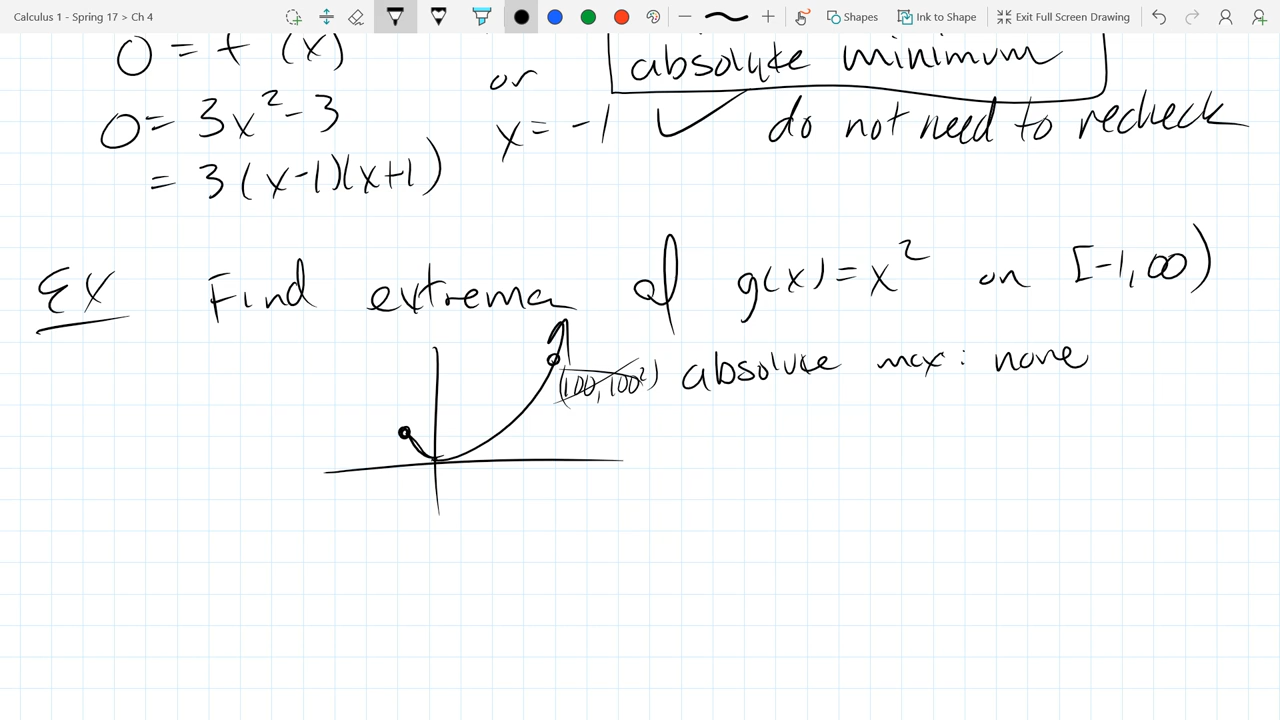 Calculus 1 - Spring 17 > Ch 4
Shapes
Ink to Shape
Exit Full Screen Drawing
0 = f'(x)
0 = 3x² - 3
= 3(x-1)(x+1)
or
x = -1 ✓
absolute minimum
do not need to recheck
EX Find extrema of g(x) = x² on [-1, ∞)
(100, 100²)
absolute max: none